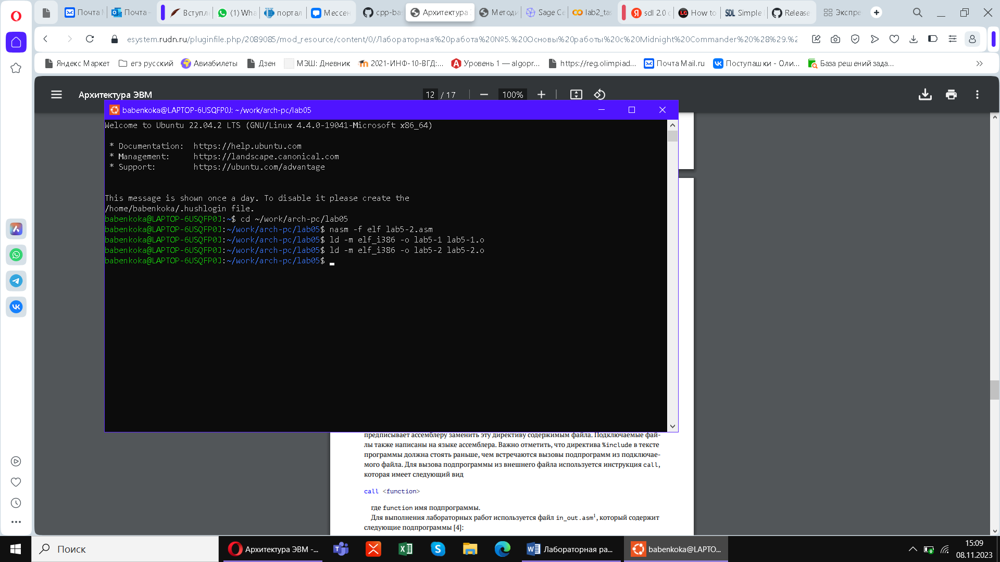 Почта М
Почта –
Вступле
(1) Wha
портал
Мессен
cpp-ba
Архитектура
Методи
Sage Ce
lab2_tas
sdl 2.0 c
How to
Simple
Release
Экспре
esystem.rudn.ru/pluginfile.php/2089085/mod_resource/content/0/Лабораторная%20работа%20№5.%20Основы%20работы%20с%20Midnight%20Commander%20%28%29.%2
Яндекс Маркет
егэ русский
Авиабилеты
Дзен
МЭШ: Дневник
2021-ИНФ-10-ВГД:...
Уровень 1 — algopr...
https://reg.olimpiad...
Почта Mail.ru
Поступашки - Оли...
База решений зада...
Архитектура ЭВМ
12 / 17
100%
babenkoka@LAPTOP-6USQFP0J: ~/work/arch-pc/lab05
Welcome to Ubuntu 22.04.2 LTS (GNU/Linux 4.4.0-19041-Microsoft x86_64)
* Documentation: https://help.ubuntu.com
* Management: https://landscape.canonical.com
* Support: https://ubuntu.com/advantage
This message is shown once a day. To disable it please create the
/home/babenkoka/.hushlogin file.
babenkoka@LAPTOP-6USQFP0J:~$ cd ~/work/arch-pc/lab05
babenkoka@LAPTOP-6USQFP0J:~/work/arch-pc/lab05$ nasm -f elf lab5-2.asm
babenkoka@LAPTOP-6USQFP0J:~/work/arch-pc/lab05$ ld -m elf_i386 -o lab5-1 lab5-1.o
babenkoka@LAPTOP-6USQFP0J:~/work/arch-pc/lab05$ ld -m elf_i386 -o lab5-2 lab5-2.o
babenkoka@LAPTOP-6USQFP0J:~/work/arch-pc/lab05$
предписывает ассемблеру заменить эту директиву содержимым файла. Подключаемые фай-
лы также написаны на языке ассемблера. Важно отметить, что директива %include в тексте
программы должна стоять раньше, чем встречаются вызовы подпрограмм из подключае-
мого файла. Для вызова подпрограммы из внешнего файла используется инструкция call,
которая имеет следующий вид
call <function>
где function имя подпрограммы.
Для выполнения лабораторных работ используется файл in_out.asm¹, который содержит
следующие подпрограммы [4]:
Поиск
Архитектура ЭВМ -...
Лабораторная ра...
babenkoka@LAPTO...
15:09
08.11.2023